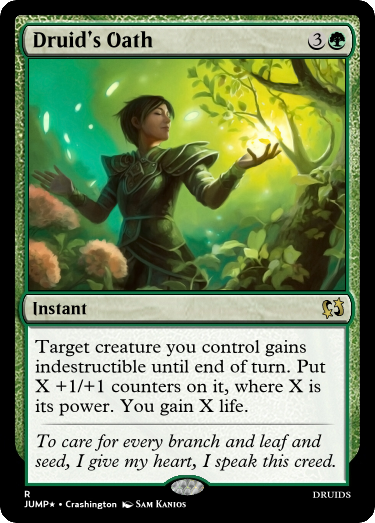 Druid's Oath 3
Instant
Target creature you control gains
indestructible until end of turn. Put
X +1/+1 counters on it, where X is
its power. You gain X life.
To care for every branch and leaf and
seed, I give my heart, I speak this creed.
R DRUIDS
JUMP★ • Crashington Sam Kanios